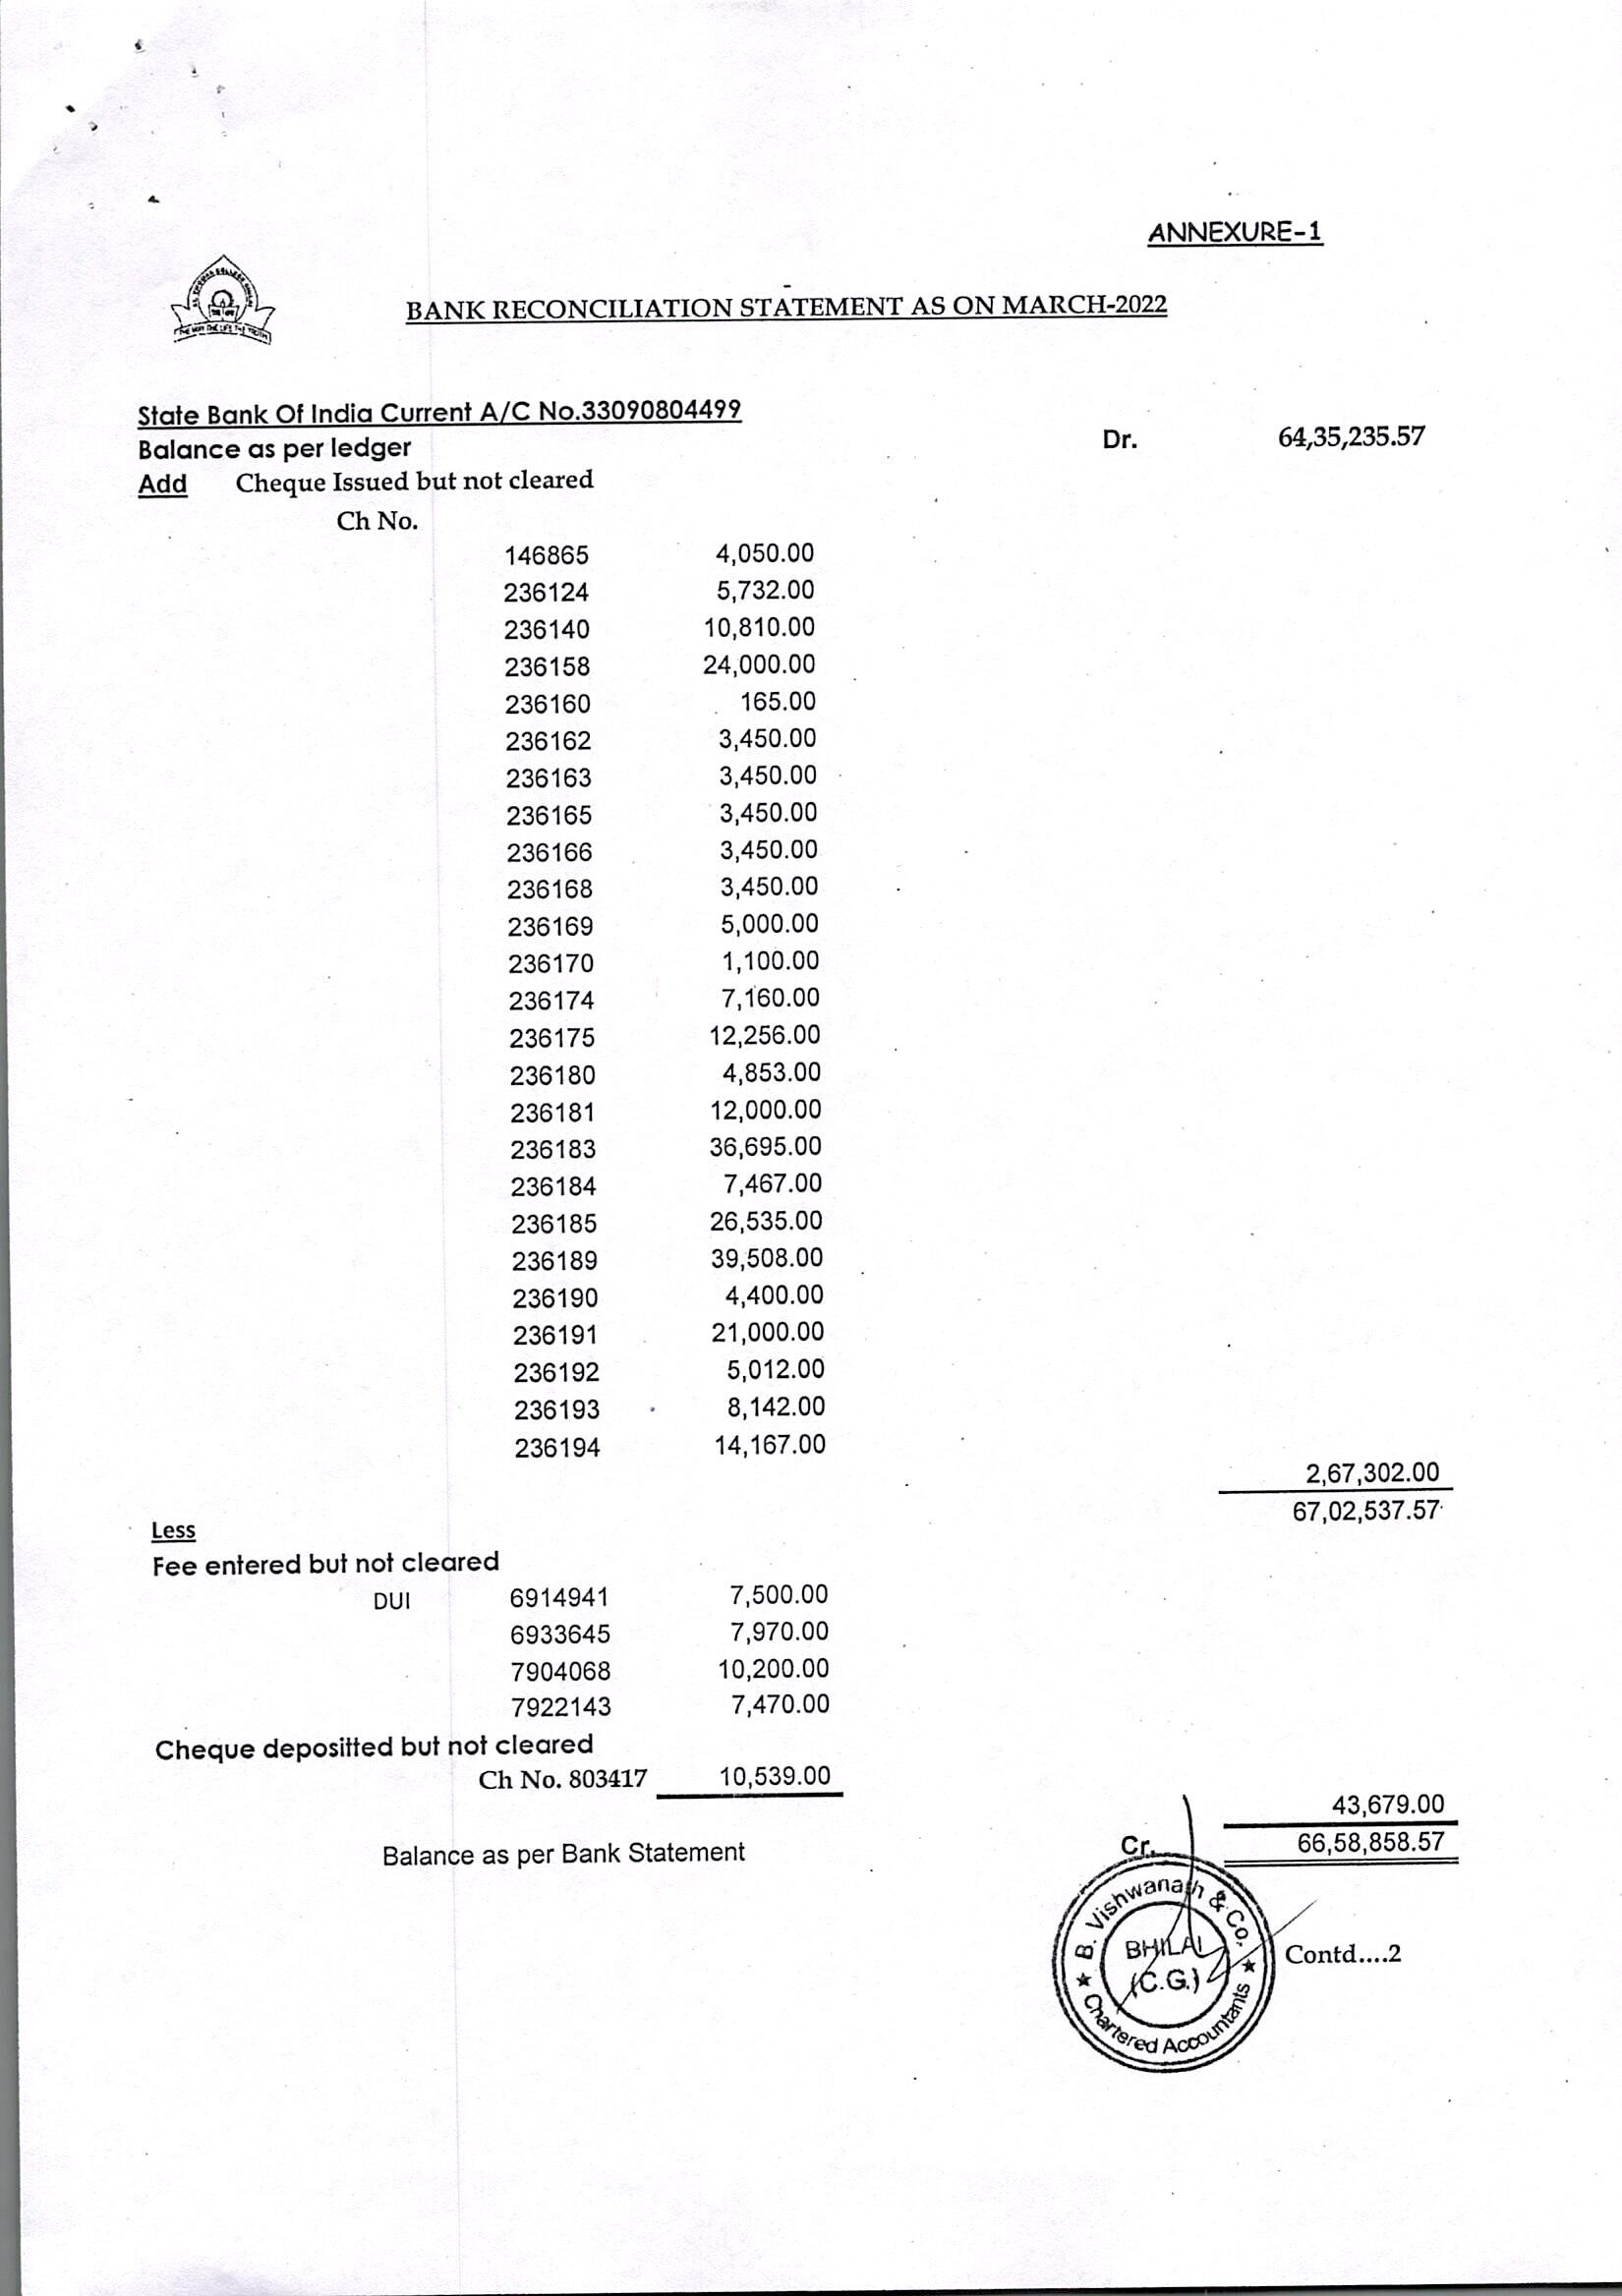 ANNEXURE-1
THE WAY THE LIFE THE TRUTH
BANK RECONCILIATION STATEMENT AS ON MARCH-2022
State Bank Of India Current A/C No.33090804499
Balance as per ledger Dr. 64,35,235.57
Add Cheque Issued but not cleared
Ch No.
146865 4,050.00
236124 5,732.00
236140 10,810.00
236158 24,000.00
236160 165.00
236162 3,450.00
236163 3,450.00
236165 3,450.00
236166 3,450.00
236168 3,450.00
236169 5,000.00
236170 1,100.00
236174 7,160.00
236175 12,256.00
236180 4,853.00
236181 12,000.00
236183 36,695.00
236184 7,467.00
236185 26,535.00
236189 39,508.00
236190 4,400.00
236191 21,000.00
236192 5,012.00
236193 8,142.00
236194 14,167.00
2,67,302.00
67,02,537.57
Less
Fee entered but not cleared
DUI 6914941 7,500.00
6933645 7,970.00
7904068 10,200.00
7922143 7,470.00
Cheque depositted but not cleared
Ch No. 803417 10,539.00
43,679.00
Balance as per Bank Statement Cr. 66,58,858.57
B. Vishwanath & Co.
BHILAI
(C.G.)
Chartered Accountants
Contd....2